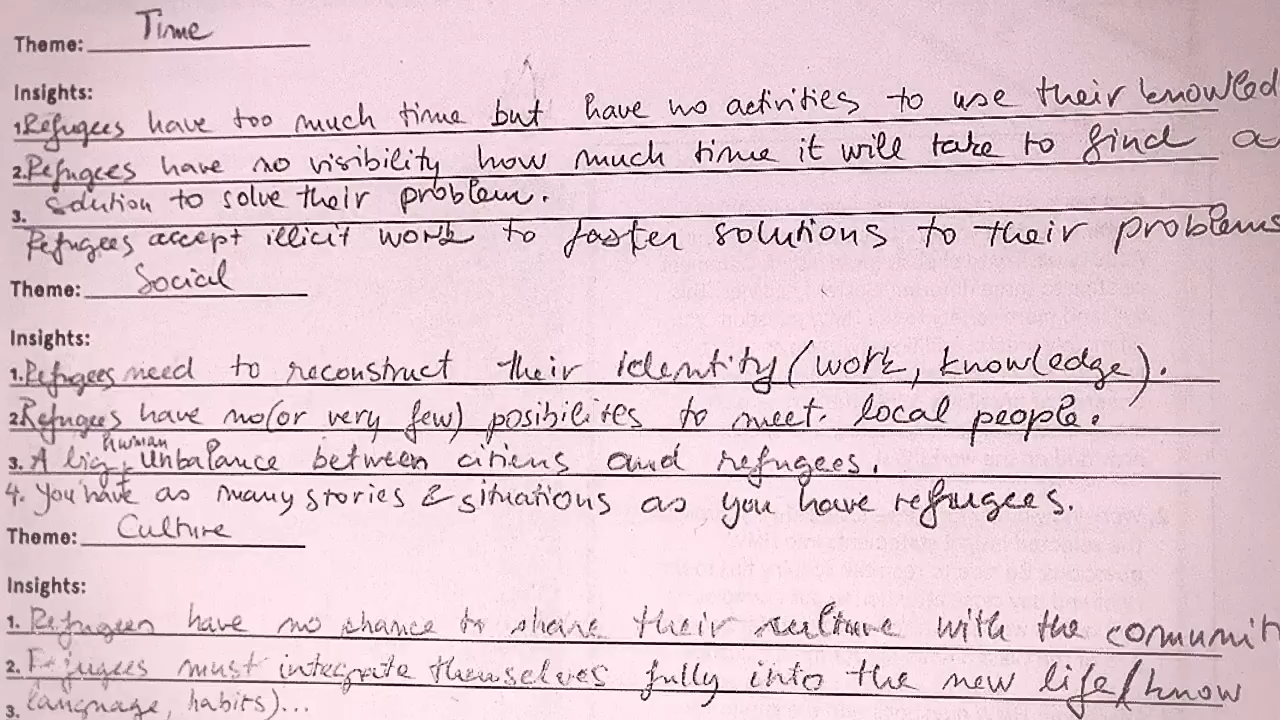 Theme: Time
Insights:
1. Refugees have too much time but have no activities to use their knowled
2. Refugees have no visibility how much time it will take to find a
3. solution to solve their problem.
Refugees accept illicit work to faster solutions to their problems
Theme: Social
Insights:
1. Refugees need to reconstruct their identity (work, knowledge).
2. Refugees have no (or very few) posibilites to meet local people.
human
3. A big, unbalance between citiens and refugees.
4. You have as many stories & situations as you have refugees.
Theme: Culture
Insights:
1. Refugees have no chance to share their culture with the comunit
2. Refugees must integrate themselves fully into the new life/know
3. language, habits)...